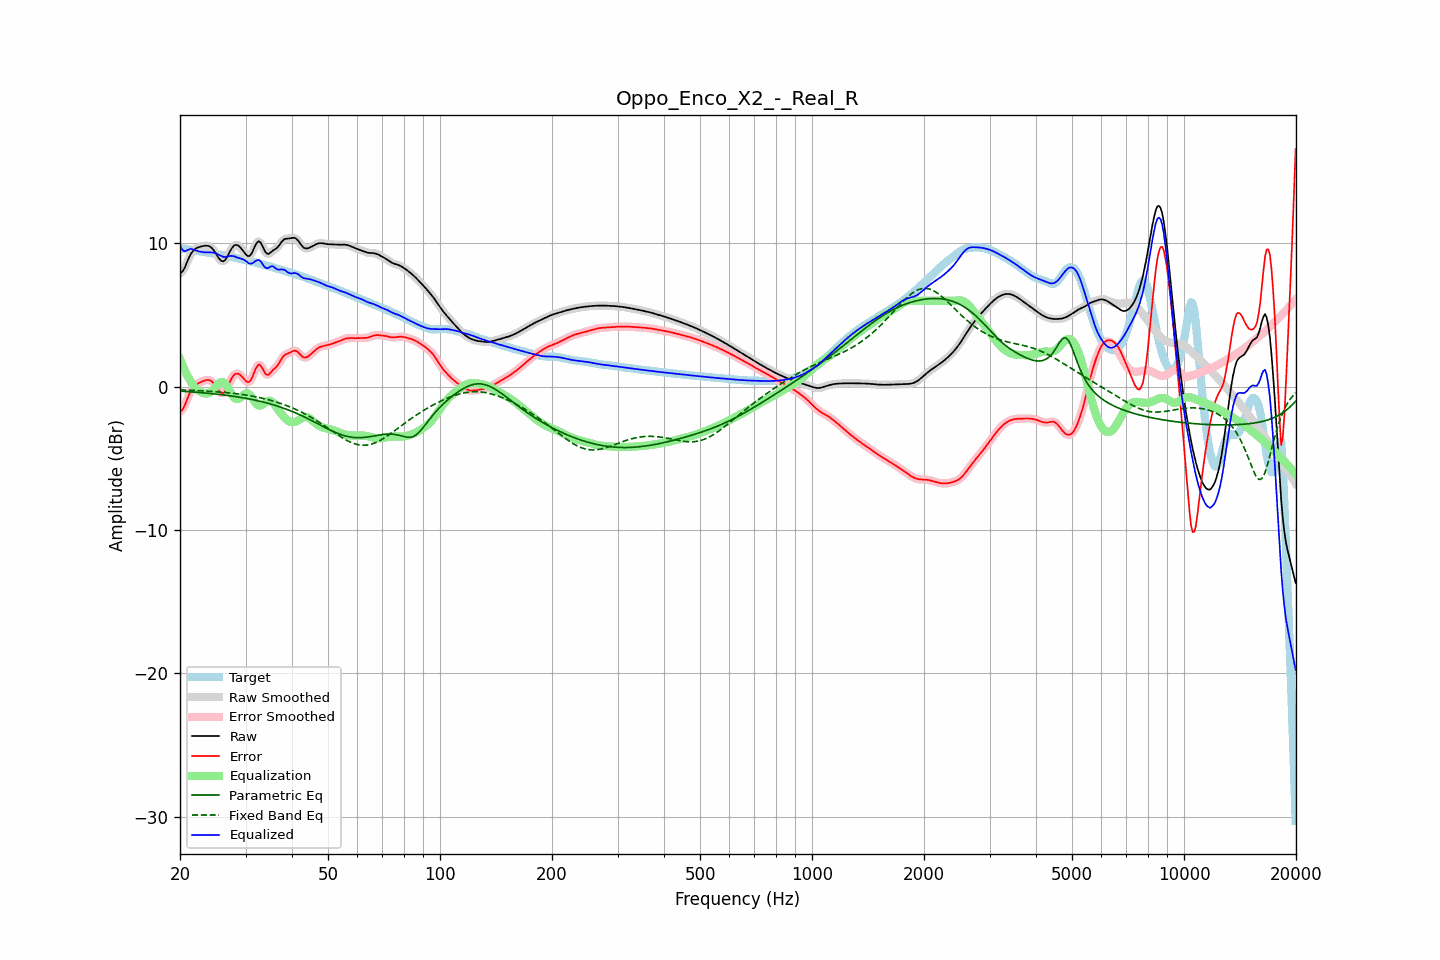 Oppo_Enco_X2_-_Real_R
Amplitude (dBr)
10
0
−10
−20
−30
Target
Raw Smoothed
Error Smoothed
Raw
Error
Equalization
Parametric Eq
Fixed Band Eq
Equalized
20 50 100 200 500 1000 2000 5000 10000 20000
Frequency (Hz)